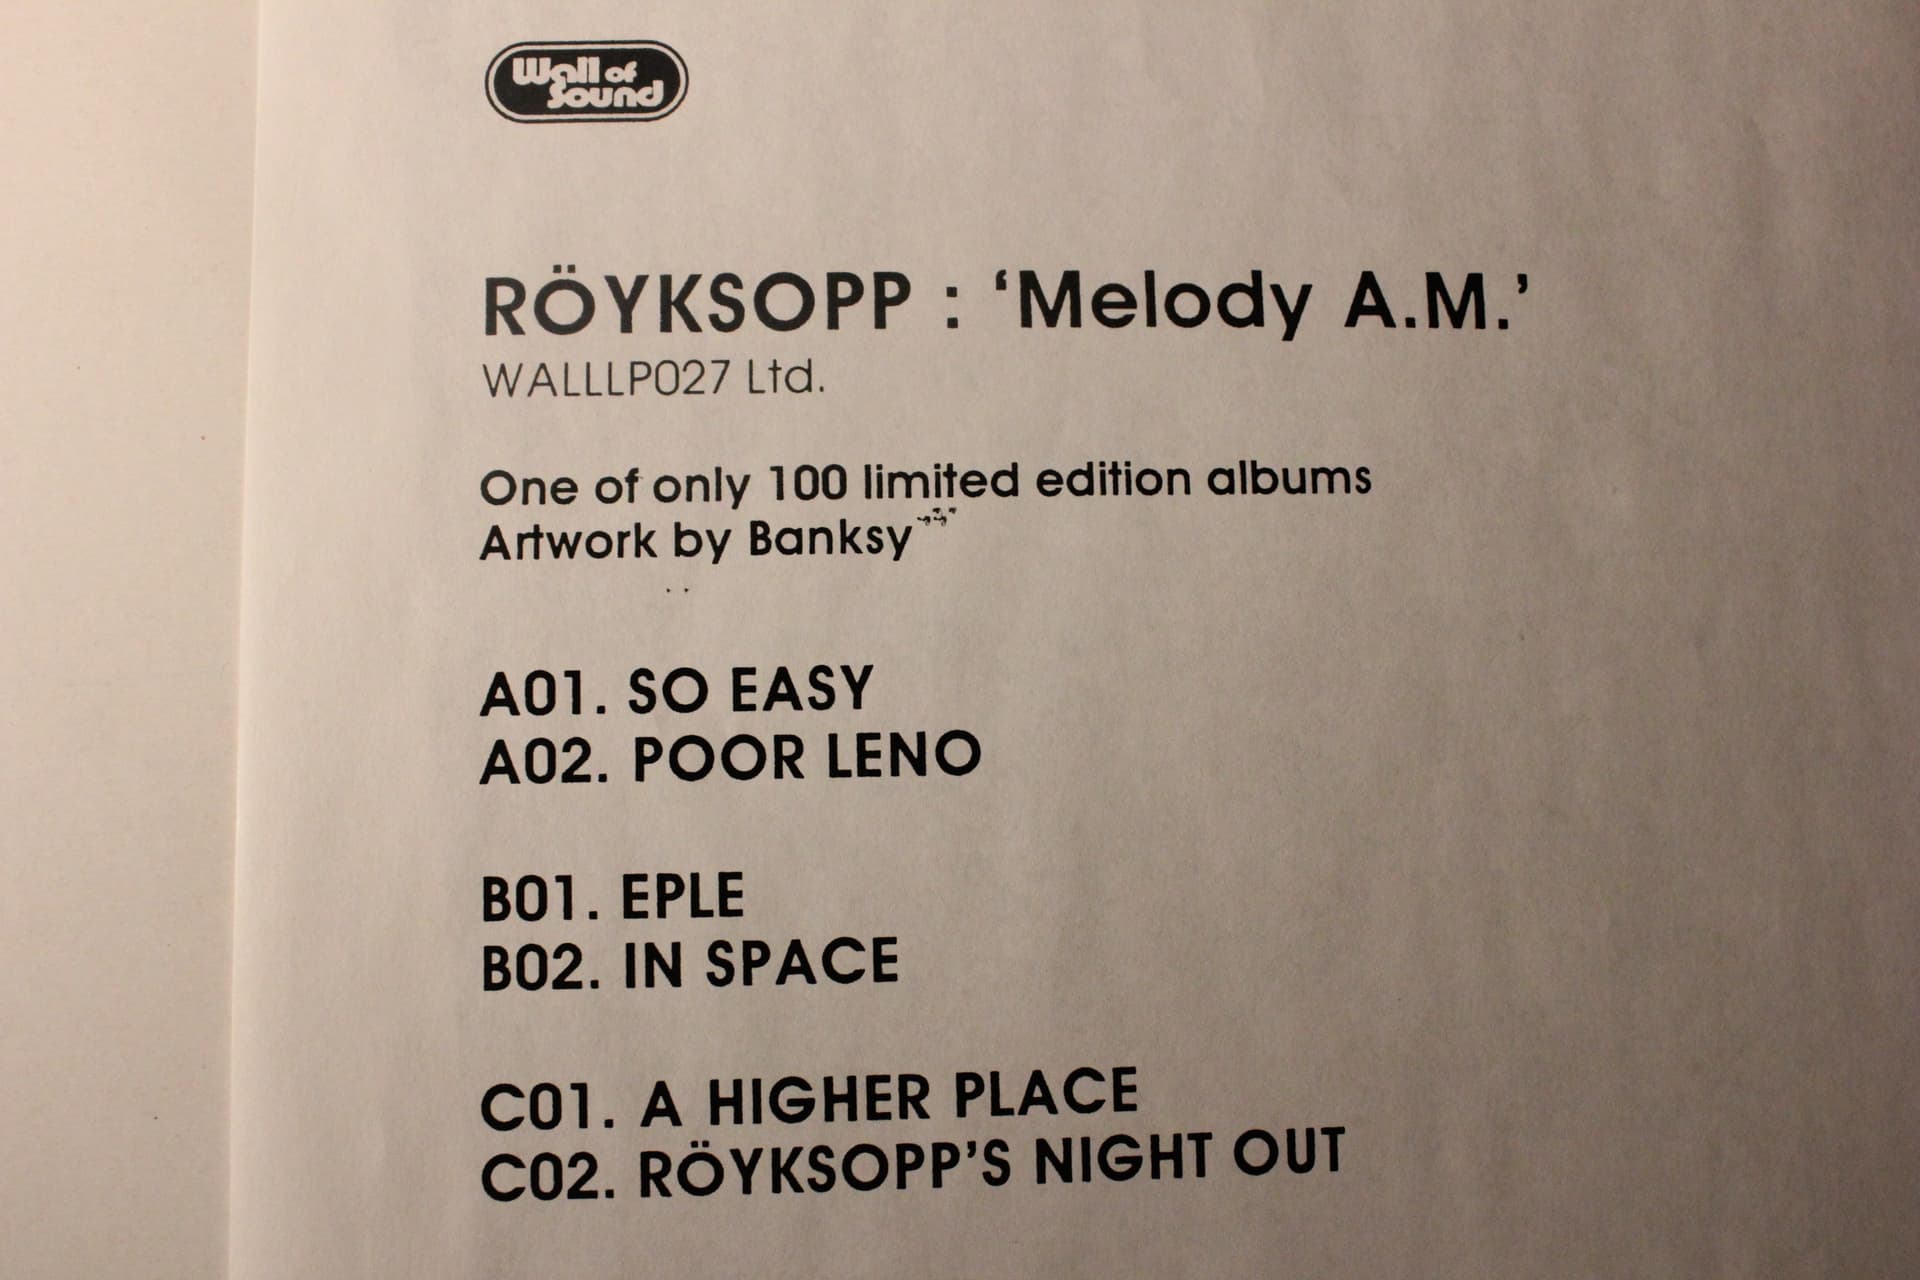 Wall of
Sound
RÖYKSOPP : ‘Melody A.M.’
WALLLP027 Ltd.
One of only 100 limited edition albums
Artwork by Banksy
A01. SO EASY
A02. POOR LENO
B01. EPLE
B02. IN SPACE
C01. A HIGHER PLACE
C02. RÖYKSOPP’S NIGHT OUT